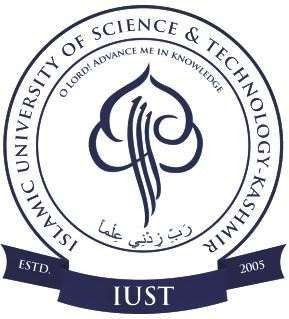 ISLAMIC UNIVERSITY OF SCIENCE & TECHNOLOGY-KASHMIR
O LORD! ADVANCE ME IN KNOWLEDGE
رَبِّ زِدْنِي عِلْمًا
ESTD. 2005
IUST